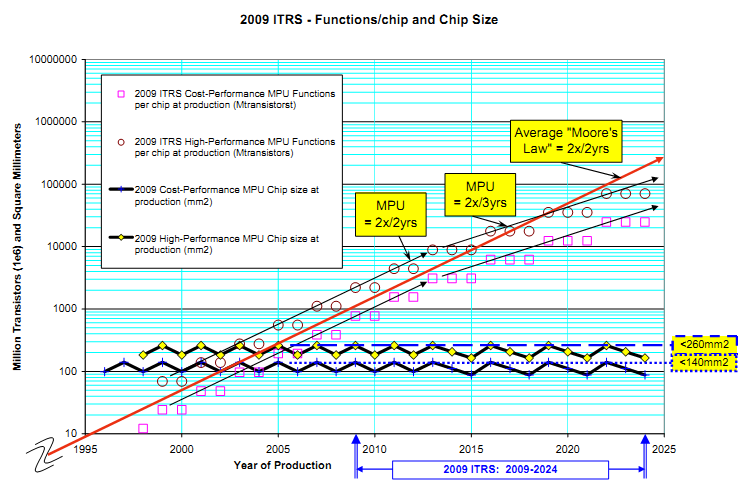 2009 ITRS - Functions/chip and Chip Size
Million Transistors (1e6) and Square Millimeters
10000000
1000000
100000
10000
1000
100
10
2009 ITRS Cost-Performance MPU Functions
per chip at production (Mtransistorst)
2009 ITRS High-Performance MPU Functions
per chip at production (Mtransistors)
2009 Cost-Performance MPU Chip size at
production (mm2)
2009 High-Performance MPU Chip size at
production (mm2)
MPU
= 2x/2yrs
MPU
= 2x/3yrs
Average "Moore's
Law" = 2x/2yrs
<260mm2
<140mm2
1995
2000
2005
2010
2015
2020
2025
Year of Production
2009 ITRS: 2009-2024